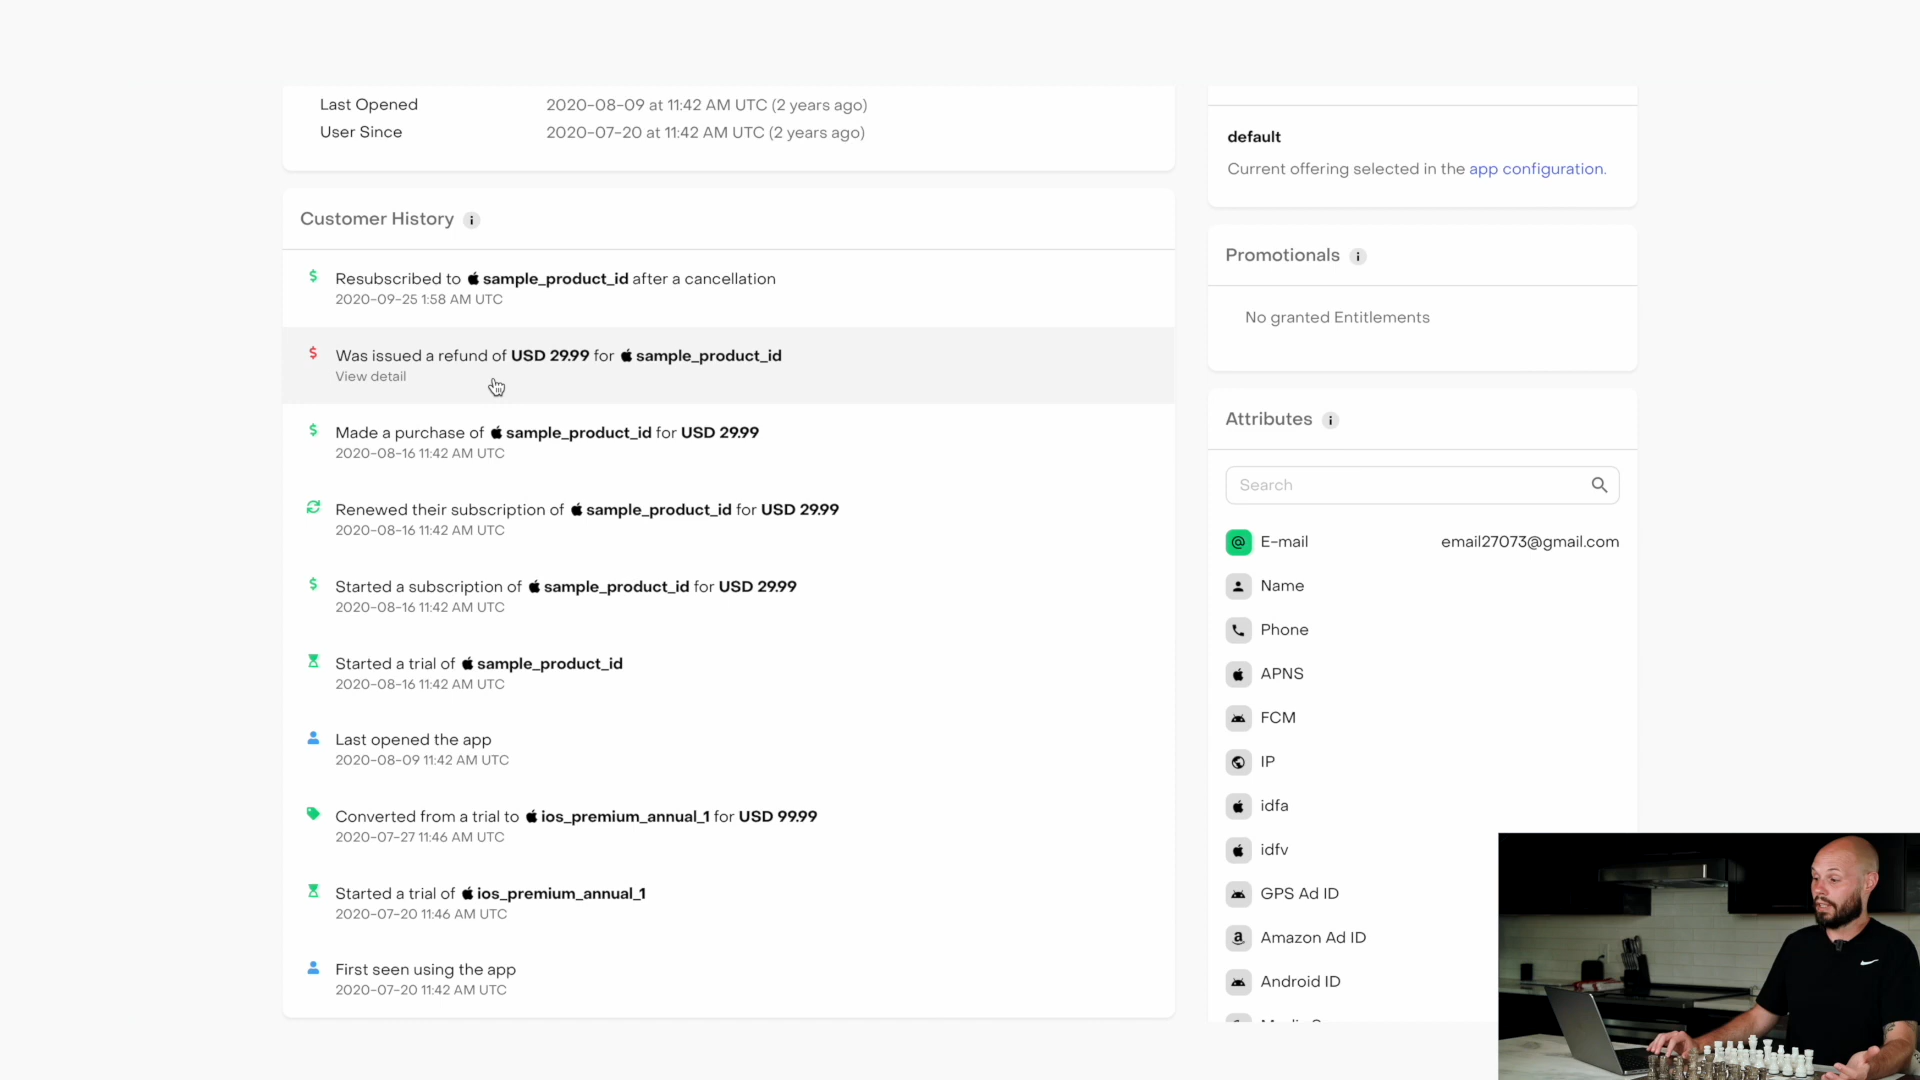 Last Opened 2020-08-09 at 11:42 AM UTC (2 years ago)
User Since 2020-07-20 at 11:42 AM UTC (2 years ago)
Customer History i
Resubscribed to sample_product_id after a cancellation
2020-09-25 1:58 AM UTC
Was issued a refund of USD 29.99 for sample_product_id
View detail
Made a purchase of sample_product_id for USD 29.99
2020-08-16 11:42 AM UTC
Renewed their subscription of sample_product_id for USD 29.99
2020-08-16 11:42 AM UTC
Started a subscription of sample_product_id for USD 29.99
2020-08-16 11:42 AM UTC
Started a trial of sample_product_id
2020-08-16 11:42 AM UTC
Last opened the app
2020-08-09 11:42 AM UTC
Converted from a trial to ios_premium_annual_1 for USD 99.99
2020-07-27 11:46 AM UTC
Started a trial of ios_premium_annual_1
2020-07-20 11:46 AM UTC
First seen using the app
2020-07-20 11:42 AM UTC
default
Current offering selected in the app configuration.
Promotionals i
No granted Entitlements
Attributes i
Search
E-mail email27073@gmail.com
Name
Phone
APNS
FCM
IP
idfa
idfv
GPS Ad ID
Amazon Ad ID
Android ID